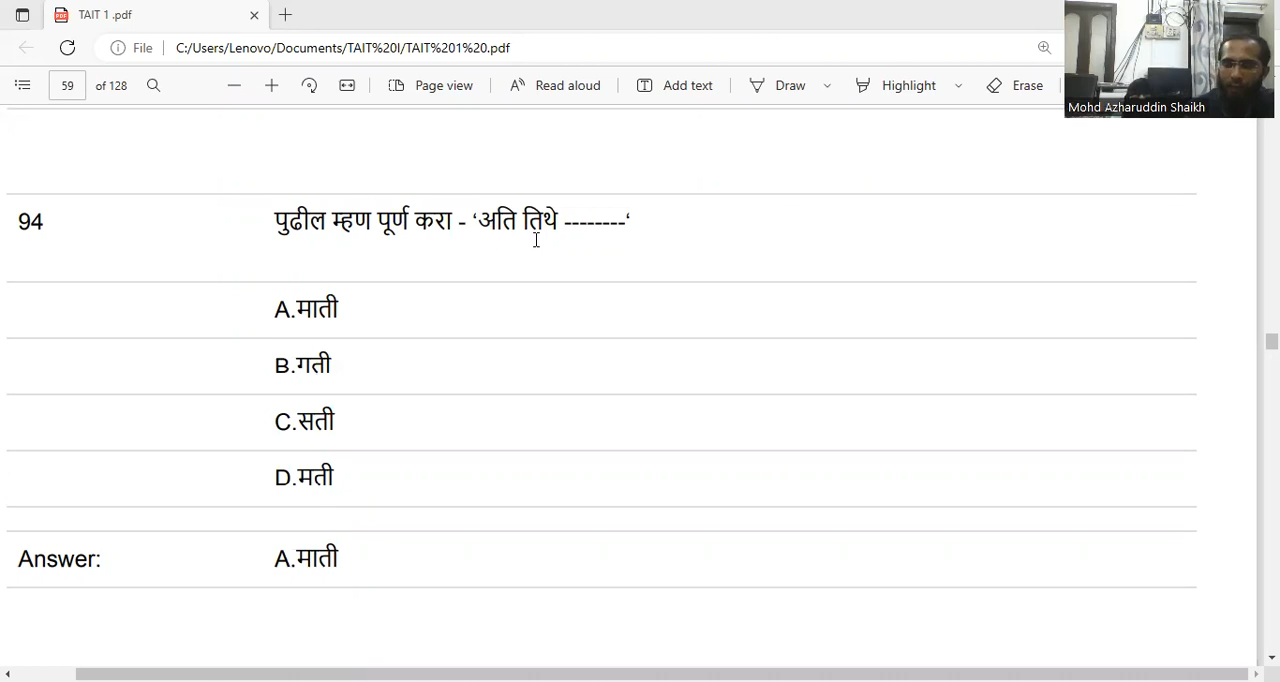 TAIT 1 .pdf
File
C:/Users/Lenovo/Documents/TAIT%20I/TAIT%201%20.pdf
59 of 128
Page view
Read aloud
Add text
Draw
Highlight
Erase
Mohd Azharuddin Shaikh
94 पुढील म्हण पूर्ण करा - ‘अति तिथे --------‘
A.माती
B.गती
C.सती
D.मती
Answer: A.माती